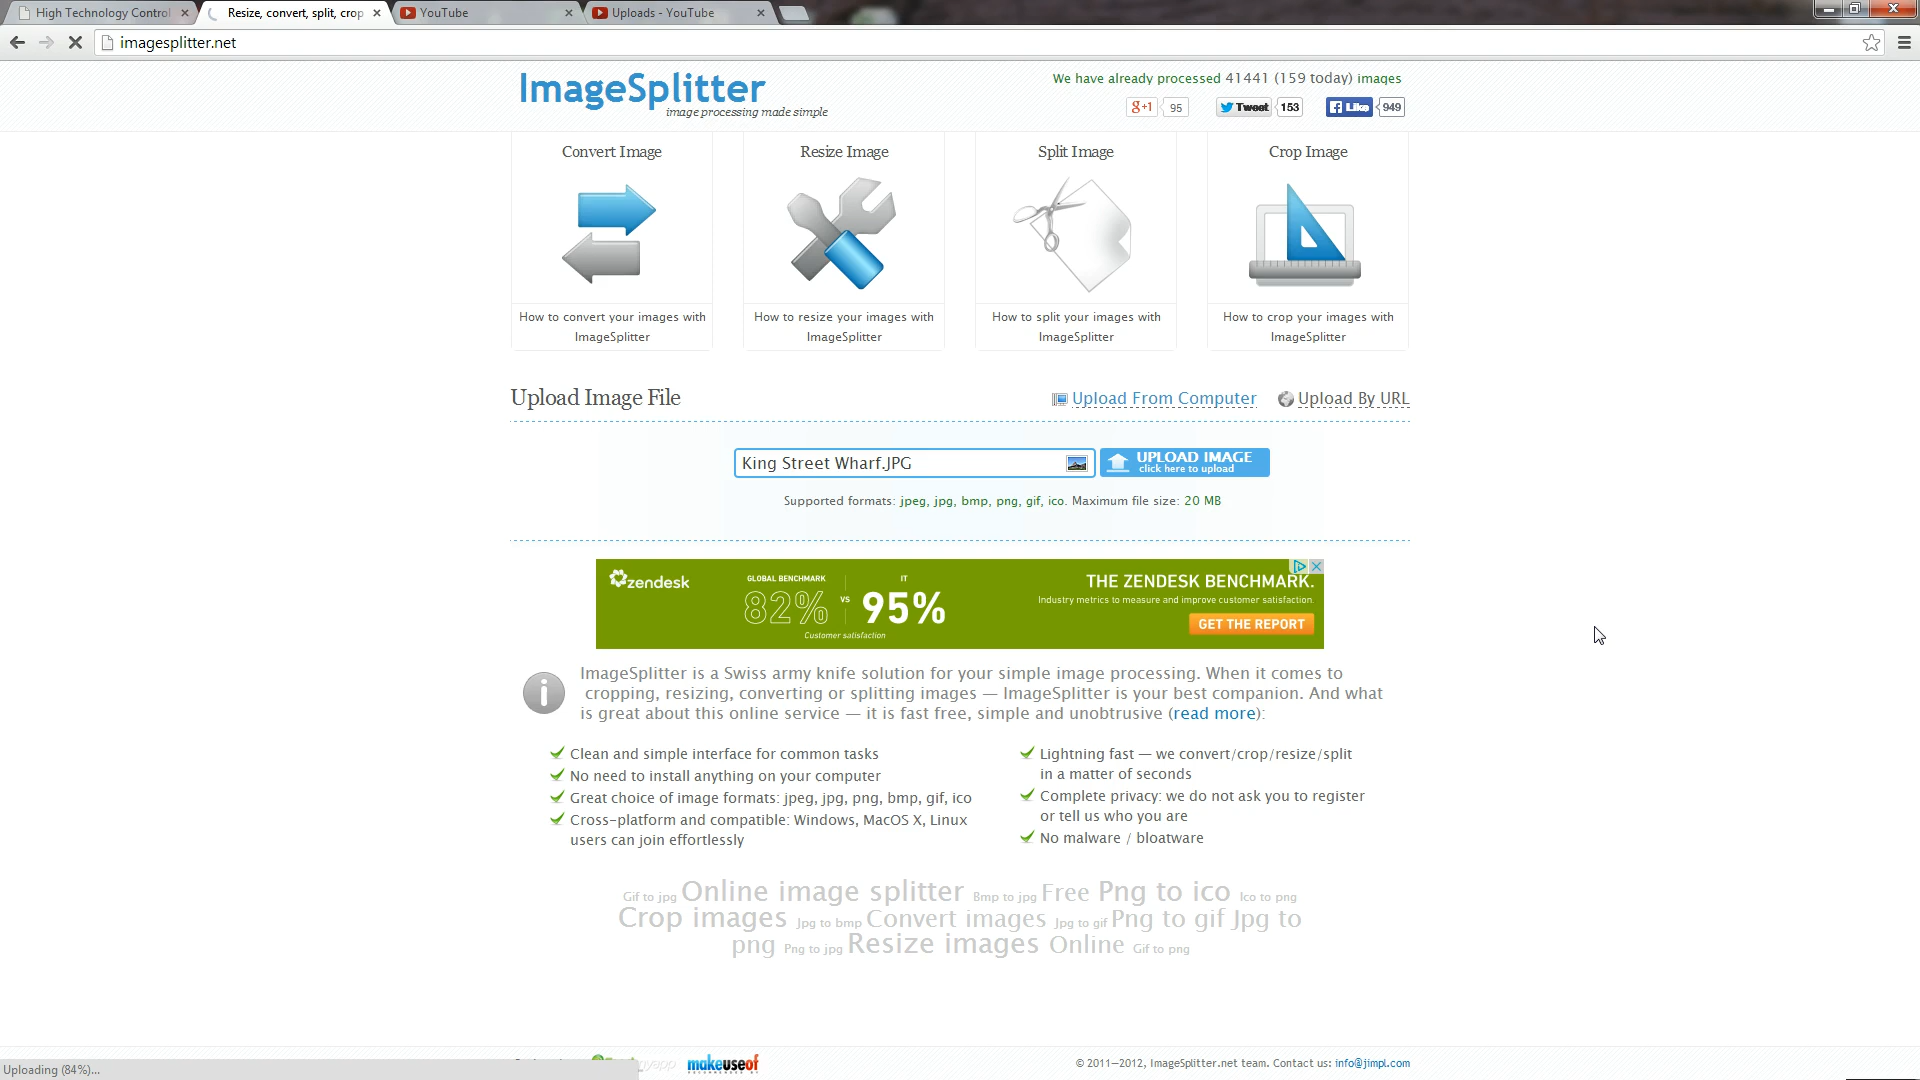 High Technology Control
Resize, convert, split, crop
YouTube
Uploads - YouTube
imagesplitter.net
ImageSplitter
image processing made simple
We have already processed 41441 (159 today) images
g+1 95
Tweet 153
Like 949
Convert Image
Resize Image
Split Image
Crop Image
How to convert your images with
ImageSplitter
How to resize your images with
ImageSplitter
How to split your images with
ImageSplitter
How to crop your images with
ImageSplitter
Upload Image File
Upload From Computer
Upload By URL
King Street Wharf.JPG
UPLOAD IMAGE
click here to upload
Supported formats: jpeg, jpg, bmp, png, gif, ico. Maximum file size: 20 MB
zendesk
GLOBAL BENCHMARK
82%
VS
IT
95%
Customer satisfaction
THE ZENDESK BENCHMARK.
Industry metrics to measure and improve customer satisfaction.
GET THE REPORT
ImageSplitter is a Swiss army knife solution for your simple image processing. When it comes to
cropping, resizing, converting or splitting images — ImageSplitter is your best companion. And what
is great about this online service — it is fast free, simple and unobtrusive (read more):
Clean and simple interface for common tasks
No need to install anything on your computer
Great choice of image formats: jpeg, jpg, png, bmp, gif, ico
Cross-platform and compatible: Windows, MacOS X, Linux
users can join effortlessly
Lightning fast — we convert/crop/resize/split
in a matter of seconds
Complete privacy: we do not ask you to register
or tell us who you are
No malware / bloatware
Gif to jpg Online image splitter Bmp to jpg Free Png to ico Ico to png
Crop images Jpg to bmp Convert images Jpg to gif Png to gif Jpg to
png Png to jpg Resize images Online Gif to png
makeuseof
© 2011—2012, ImageSplitter.net team. Contact us: info@jimpl.com
Uploading (84%)...